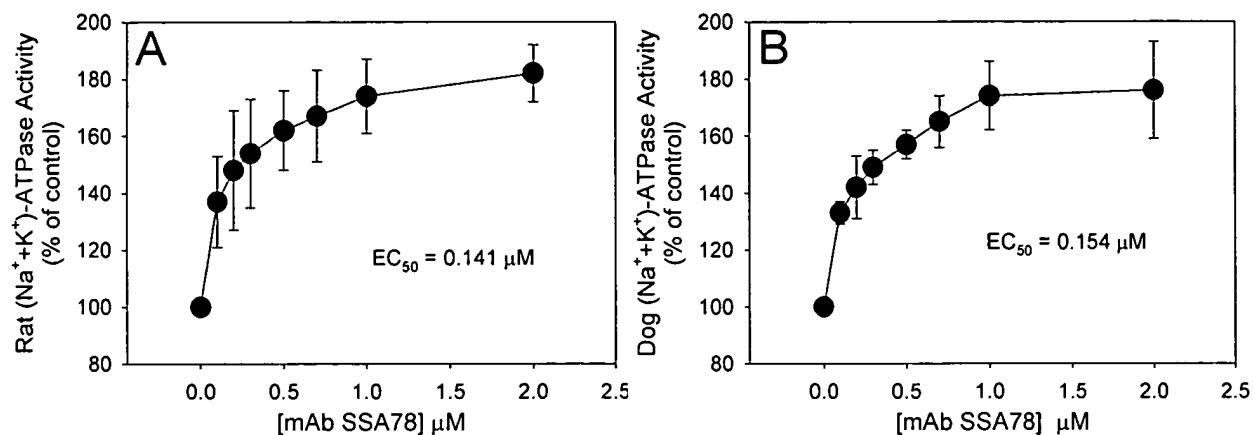 A
Rat (Na⁺+K⁺)-ATPase Activity
(% of control)
200
180
160
140
120
100
80
EC₅₀ = 0.141 μM
0.0 0.5 1.0 1.5 2.0 2.5
[mAb SSA78] μM
B
Dog (Na⁺+K⁺)-ATPase Activity
(% of control)
200
180
160
140
120
100
80
EC₅₀ = 0.154 μM
0.0 0.5 1.0 1.5 2.0 2.5
[mAb SSA78] μM